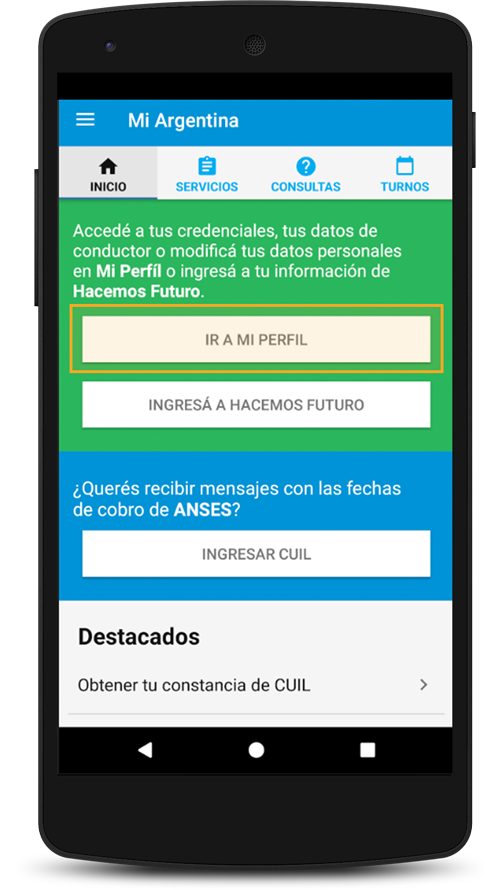 Mi Argentina
INICIO
SERVICIOS
CONSULTAS
TURNOS
Accedé a tus credenciales, tus datos de
conductor o modificá tus datos personales
en Mi Perfíl o ingresá a tu información de
Hacemos Futuro.
IR A MI PERFIL
INGRESÁ A HACEMOS FUTURO
¿Querés recibir mensajes con las fechas
de cobro de ANSES?
INGRESAR CUIL
Destacados
Obtener tu constancia de CUIL